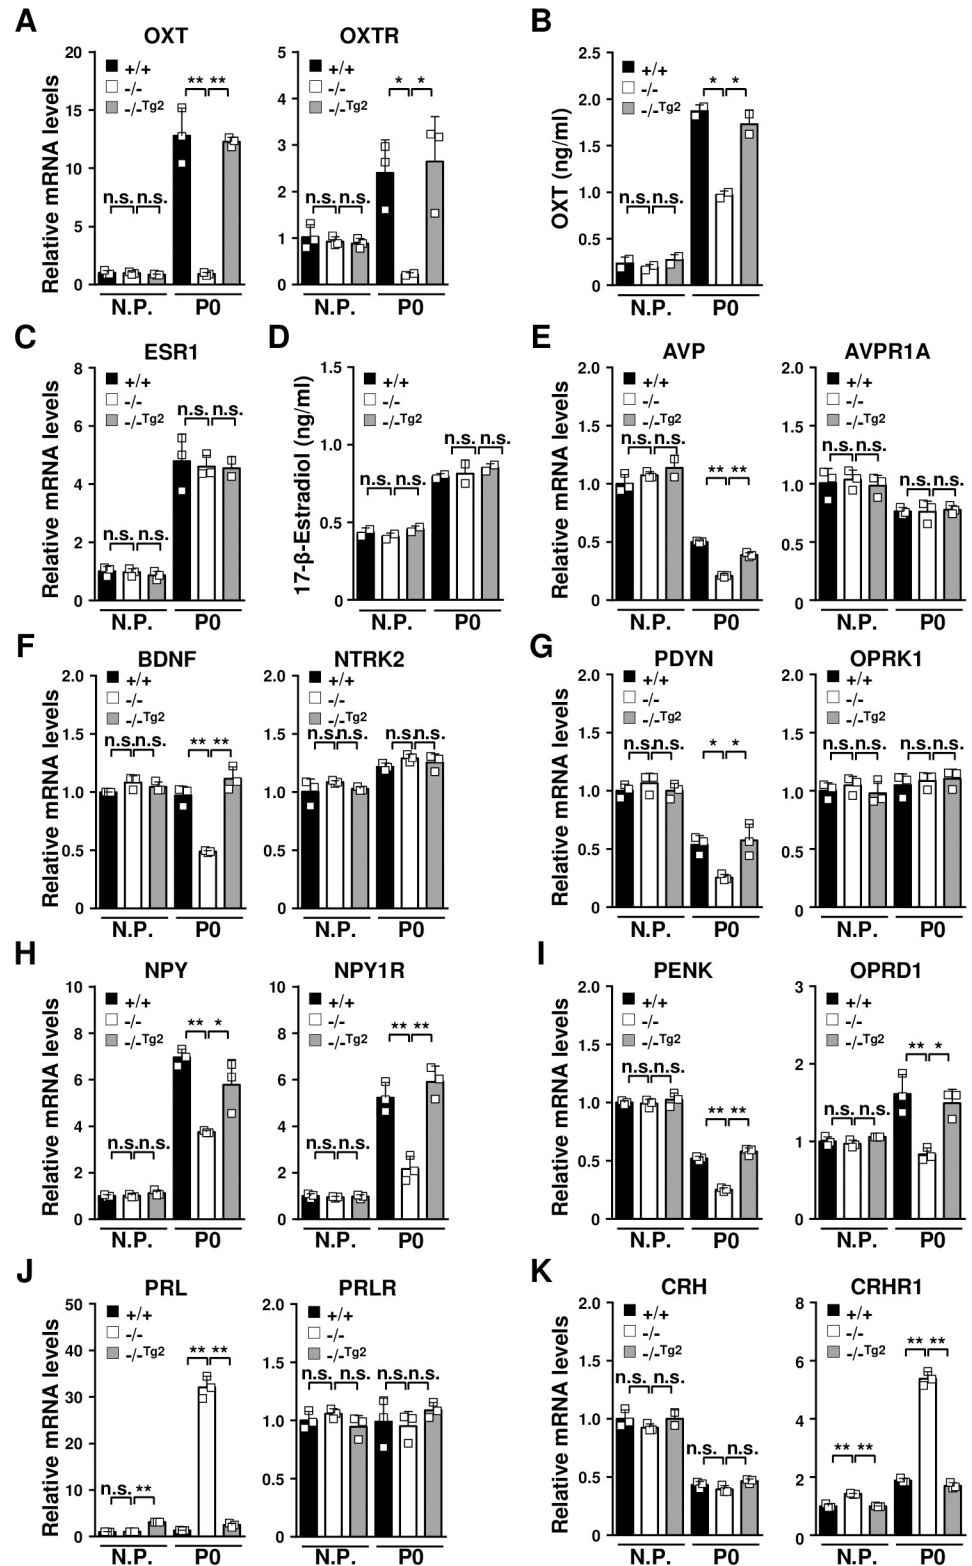 A
OXT
Relative mRNA levels
20
15
10
5
0
+/+
-/-
-/-Tg2
** **
n.s. n.s.
N.P. P0
OXTR
5
4
3
2
1
0
+/+
-/-
-/-Tg2
* *
n.s. n.s.
N.P. P0
B
OXT (ng/ml)
2.5
2.0
1.5
1.0
0.5
0
+/+
-/-
-/-Tg2
* *
n.s. n.s.
N.P. P0
C
ESR1
Relative mRNA levels
8
6
4
2
0
+/+
-/-
-/-Tg2
n.s. n.s.
n.s. n.s.
N.P. P0
D
17-β-Estradiol (ng/ml)
1.5
1.0
0.5
0
+/+
-/-
-/-Tg2
n.s. n.s.
n.s. n.s.
N.P. P0
E
AVP
Relative mRNA levels
2.0
1.5
1.0
0.5
0
+/+
-/-
-/-Tg2
n.s. n.s.
** **
N.P. P0
AVPR1A
2.0
1.5
1.0
0.5
0
+/+
-/-
-/-Tg2
n.s. n.s.
n.s. n.s.
N.P. P0
F
BDNF
Relative mRNA levels
2.0
1.5
1.0
0.5
0
+/+
-/-
-/-Tg2
n.s. n.s. ** **
N.P. P0
NTRK2
2.0
1.5
1.0
0.5
0
+/+
-/-
-/-Tg2
n.s. n.s. n.s. n.s.
N.P. P0
G
PDYN
Relative mRNA levels
2.0
1.5
1.0
0.5
0
+/+
-/-
-/-Tg2
n.s. n.s. * *
N.P. P0
OPRK1
2.0
1.5
1.0
0.5
0
+/+
-/-
-/-Tg2
n.s. n.s. n.s. n.s.
N.P. P0
H
NPY
Relative mRNA levels
10
8
6
4
2
0
+/+
-/-
-/-Tg2
** *
n.s. n.s.
N.P. P0
NPY1R
10
8
6
4
2
0
+/+
-/-
-/-Tg2
** **
n.s. n.s.
N.P. P0
I
PENK
Relative mRNA levels
2.0
1.5
1.0
0.5
0
+/+
-/-
-/-Tg2
n.s. n.s.
** **
N.P. P0
OPRD1
3
2
1
0
+/+
-/-
-/-Tg2
** *
n.s. n.s.
N.P. P0
J
PRL
Relative mRNA levels
50
40
30
20
10
0
+/+
-/-
-/-Tg2
** **
n.s. **
N.P. P0
PRLR
2.0
1.5
1.0
0.5
0
+/+
-/-
-/-Tg2
n.s. n.s. n.s. n.s.
N.P. P0
K
CRH
Relative mRNA levels
2.0
1.5
1.0
0.5
0
+/+
-/-
-/-Tg2
n.s. n.s.
n.s. n.s.
N.P. P0
CRHR1
8
6
4
2
0
+/+
-/-
-/-Tg2
** **
** **
N.P. P0